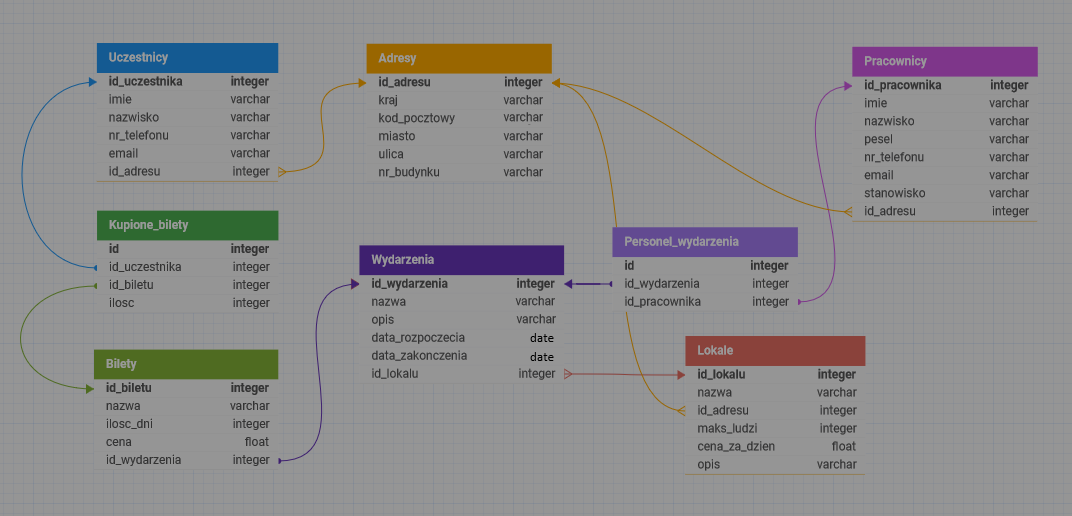 Uczestnicy
id_uczestnika integer
imie varchar
nazwisko varchar
nr_telefonu varchar
email varchar
id_adresu integer
Adresy
id_adresu integer
kraj varchar
kod_pocztowy varchar
miasto varchar
ulica varchar
nr_budynku varchar
Pracownicy
id_pracownika integer
imie varchar
nazwisko varchar
pesel varchar
nr_telefonu varchar
email varchar
stanowisko varchar
id_adresu integer
Kupione_bilety
id integer
id_uczestnika integer
id_biletu integer
ilosc integer
Wydarzenia
id_wydarzenia integer
nazwa varchar
opis varchar
data_rozpoczecia date
data_zakonczenia date
id_lokalu integer
Personel_wydarzenia
id integer
id_wydarzenia integer
id_pracownika integer
Bilety
id_biletu integer
nazwa varchar
ilosc_dni integer
cena float
id_wydarzenia integer
Lokale
id_lokalu integer
nazwa varchar
id_adresu integer
maks_ludzi integer
cena_za_dzien float
opis varchar